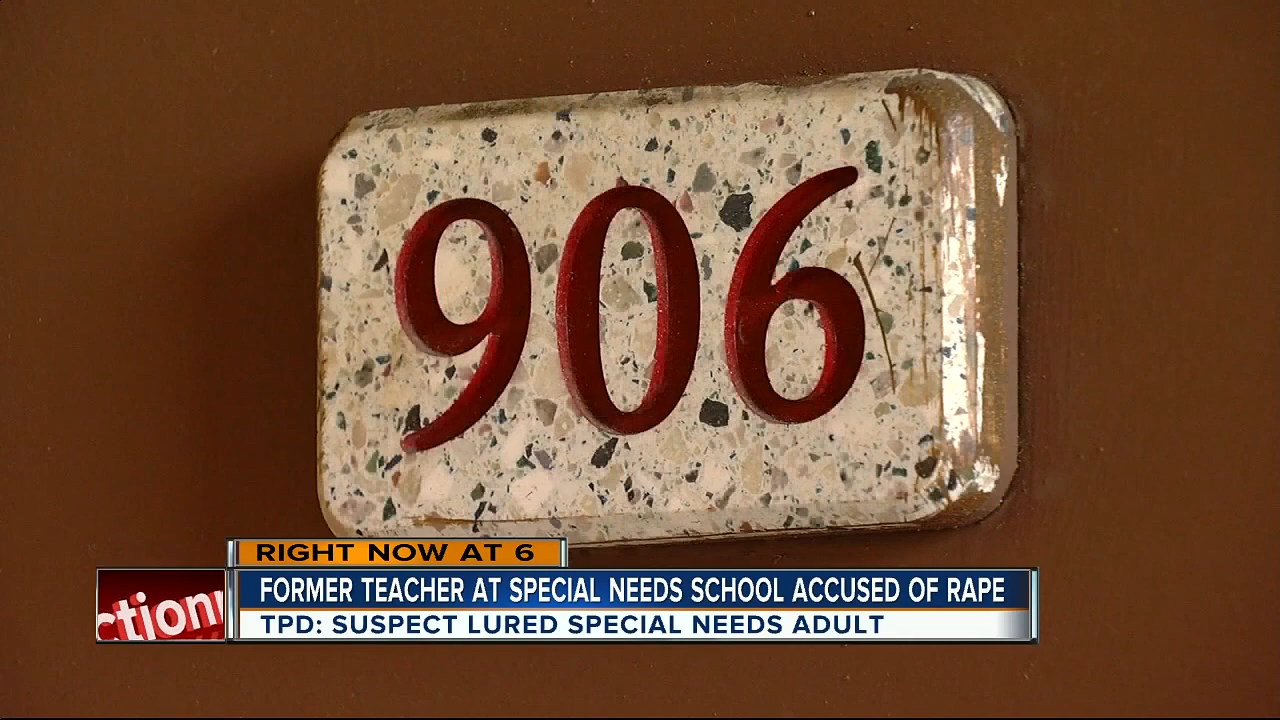 906
RIGHT NOW AT 6
FORMER TEACHER AT SPECIAL NEEDS SCHOOL ACCUSED OF RAPE
ction
TPD: SUSPECT LURED SPECIAL NEEDS ADULT